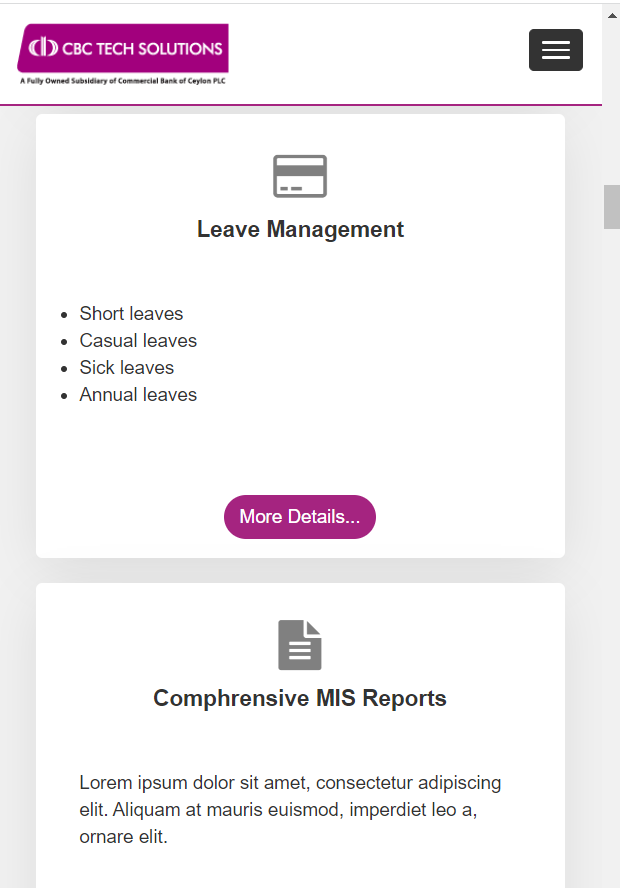 CBC TECH SOLUTIONS
A Fully Owned Subsidiary of Commercial Bank of Ceylon PLC
Leave Management
Short leaves
Casual leaves
Sick leaves
Annual leaves
More Details...
Comphrensive MIS Reports
Lorem ipsum dolor sit amet, consectetur adipiscing
elit. Aliquam at mauris euismod, imperdiet leo a,
ornare elit.